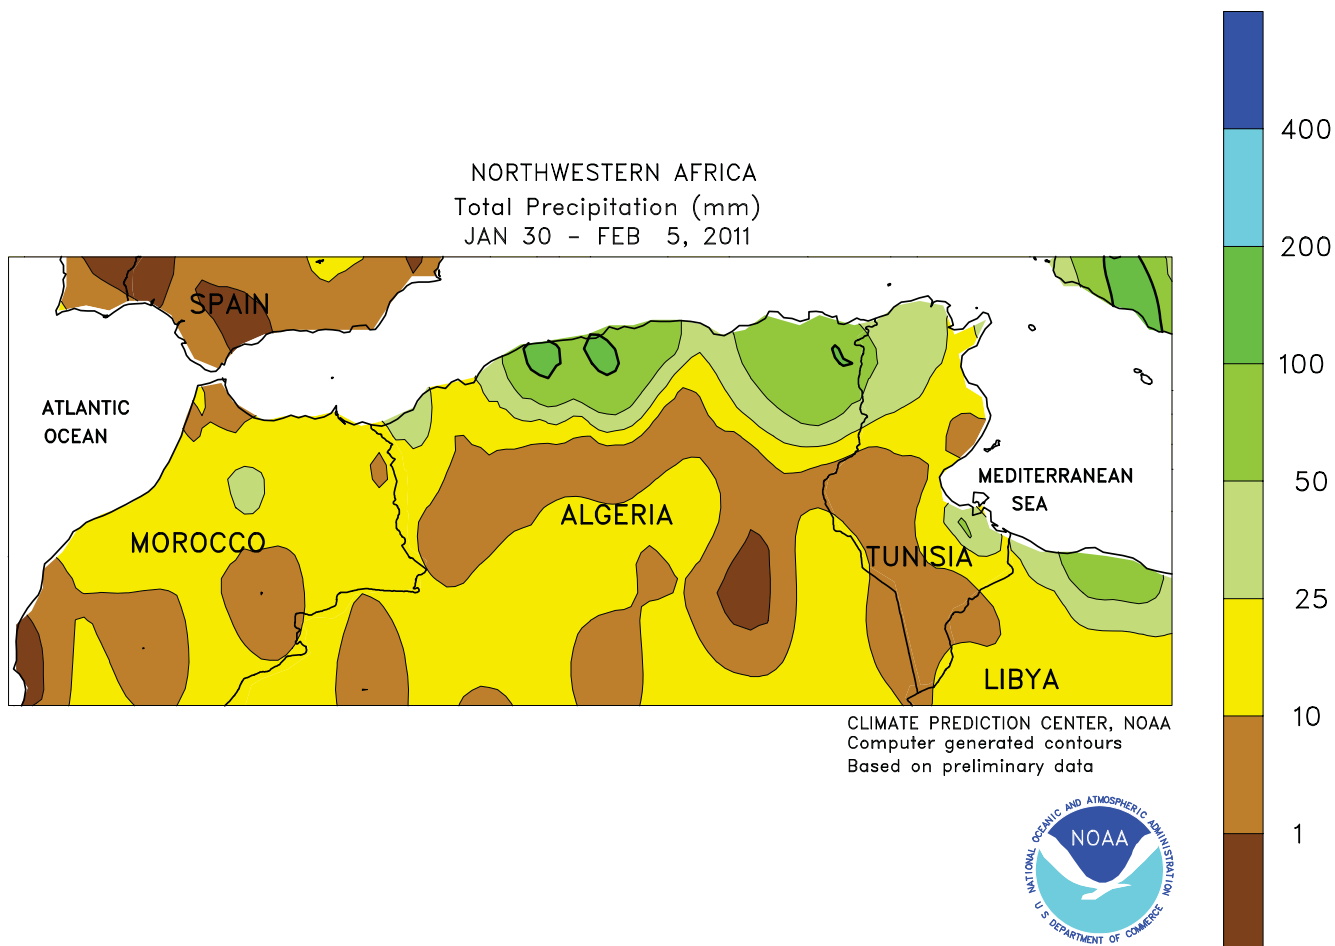 NORTHWESTERN AFRICA
Total Precipitation (mm)
JAN 30 - FEB 5, 2011
400
200
100
50
25
10
1
SPAIN
ATLANTIC
OCEAN
MEDITERRANEAN
SEA
MOROCCO
ALGERIA
TUNISIA
LIBYA
CLIMATE PREDICTION CENTER, NOAA
Computer generated contours
Based on preliminary data
NATIONAL OCEANIC AND ATMOSPHERIC ADMINISTRATION
NOAA
U S DEPARTMENT OF COMMERCE